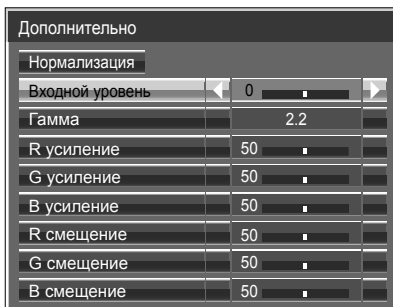 Дополнительно
Нормализация
Входной уровень 0
Гамма 2.2
R усиление 50
G усиление 50
B усиление 50
R смещение 50
G смещение 50
B смещение 50